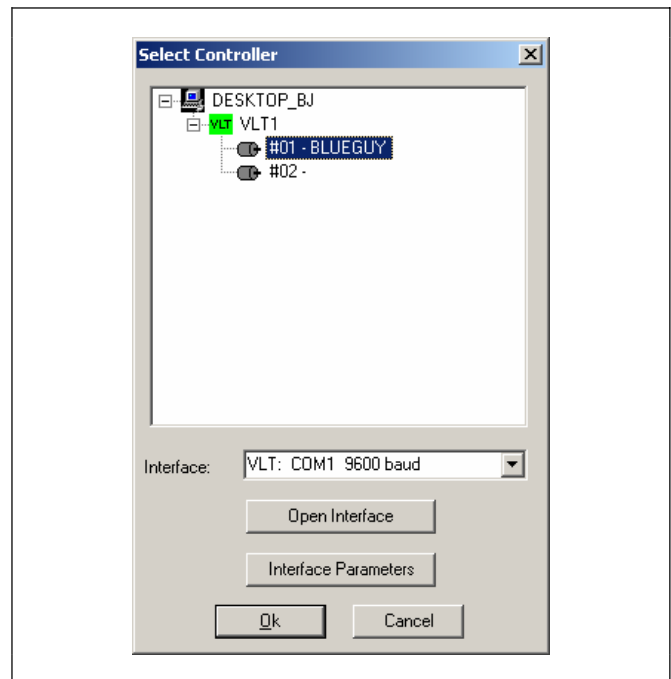 Select Controller
DESKTOP_BJ
VLT VLT1
#01 - BLUEGUY
#02 -
Interface: VLT: COM1 9600 baud
Open Interface
Interface Parameters
Ok Cancel